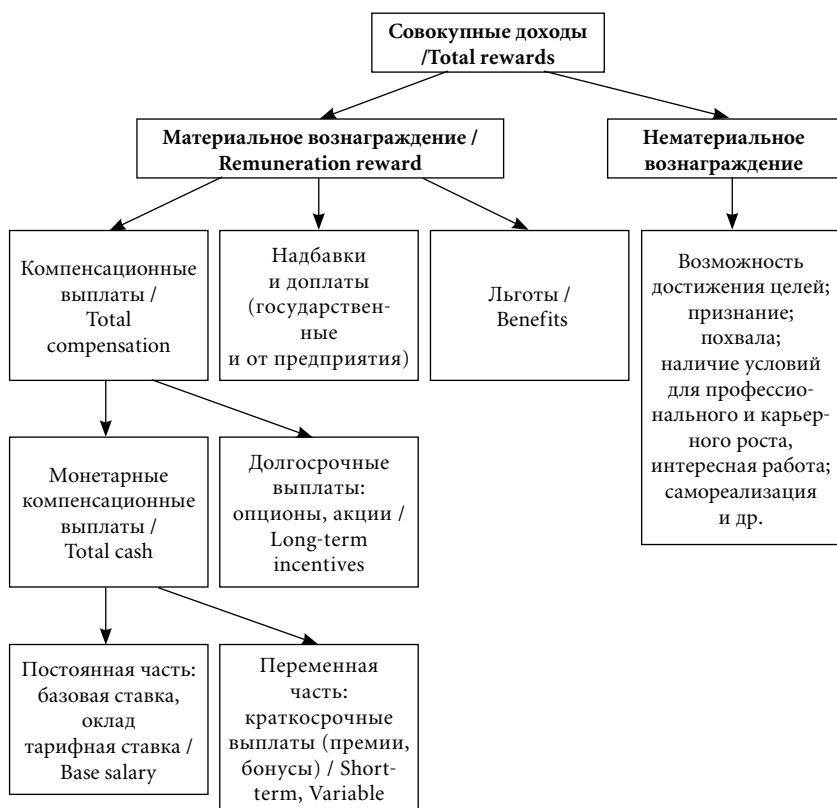 Совокупные доходы
/Total rewards
Материальное вознаграждение /
Remuneration reward
Нематериальное
вознаграждение
Компенсационные
выплаты /
Total
compensation
Надбавки
и доплаты
(государствен-
ные
и от предприятия)
Льготы /
Benefits
Возможность
достижения целей;
признание;
похвала;
наличие условий
для профессио-
нального и карьер-
ного роста,
интересная работа;
самореализация
и др.
Монетарные
компенсационные
выплаты /
Total cash
Долгосрочные
выплаты:
опционы, акции /
Long-term
incentives
Постоянная часть:
базовая ставка,
оклад
тарифная ставка /
Base salary
Переменная
часть:
краткосрочные
выплаты (премии,
бонусы) / Short-
term, Variable